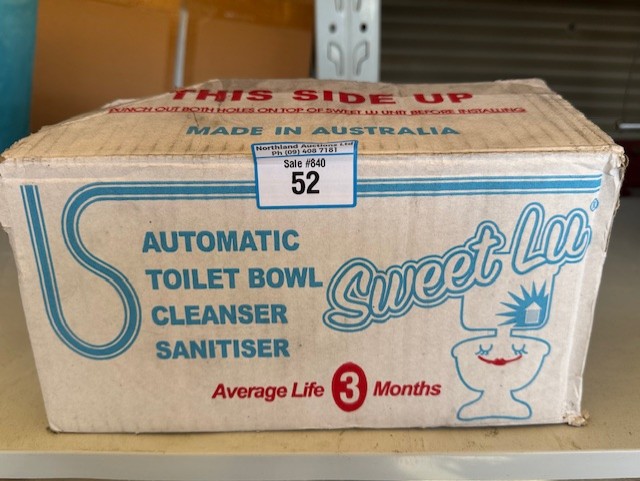 THIS SIDE UP
PUNCH OUT BOTH HOLES ON TOP OF SWEET LU UNIT BEFORE INSTALLING
MADE IN AUSTRALIA
Northland Auctions Ltd
Ph (09) 408 7181
Sale #840
52
AUTOMATIC
TOILET BOWL
CLEANSER
SANITISER
Sweet Lu®
Average Life 3 Months